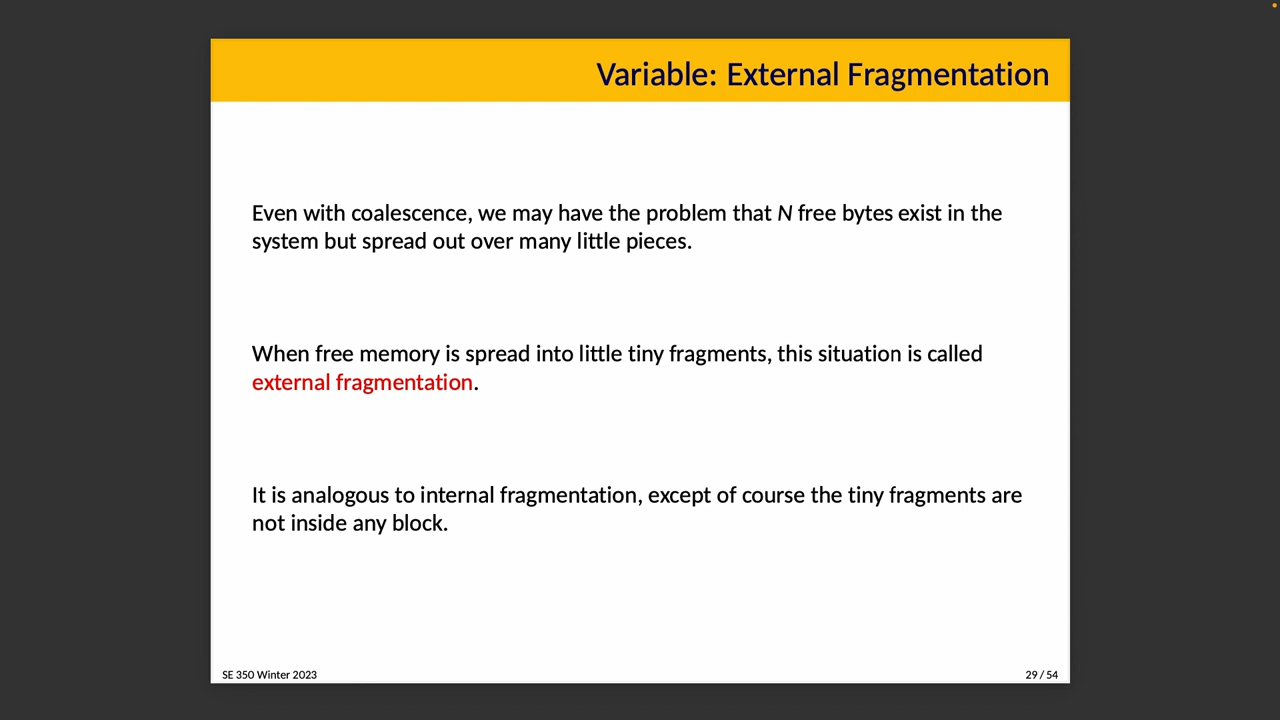 Variable: External Fragmentation
Even with coalescence, we may have the problem that N free bytes exist in the
system but spread out over many little pieces.
When free memory is spread into little tiny fragments, this situation is called
external fragmentation.
It is analogous to internal fragmentation, except of course the tiny fragments are
not inside any block.
SE 350 Winter 2023
29 / 54